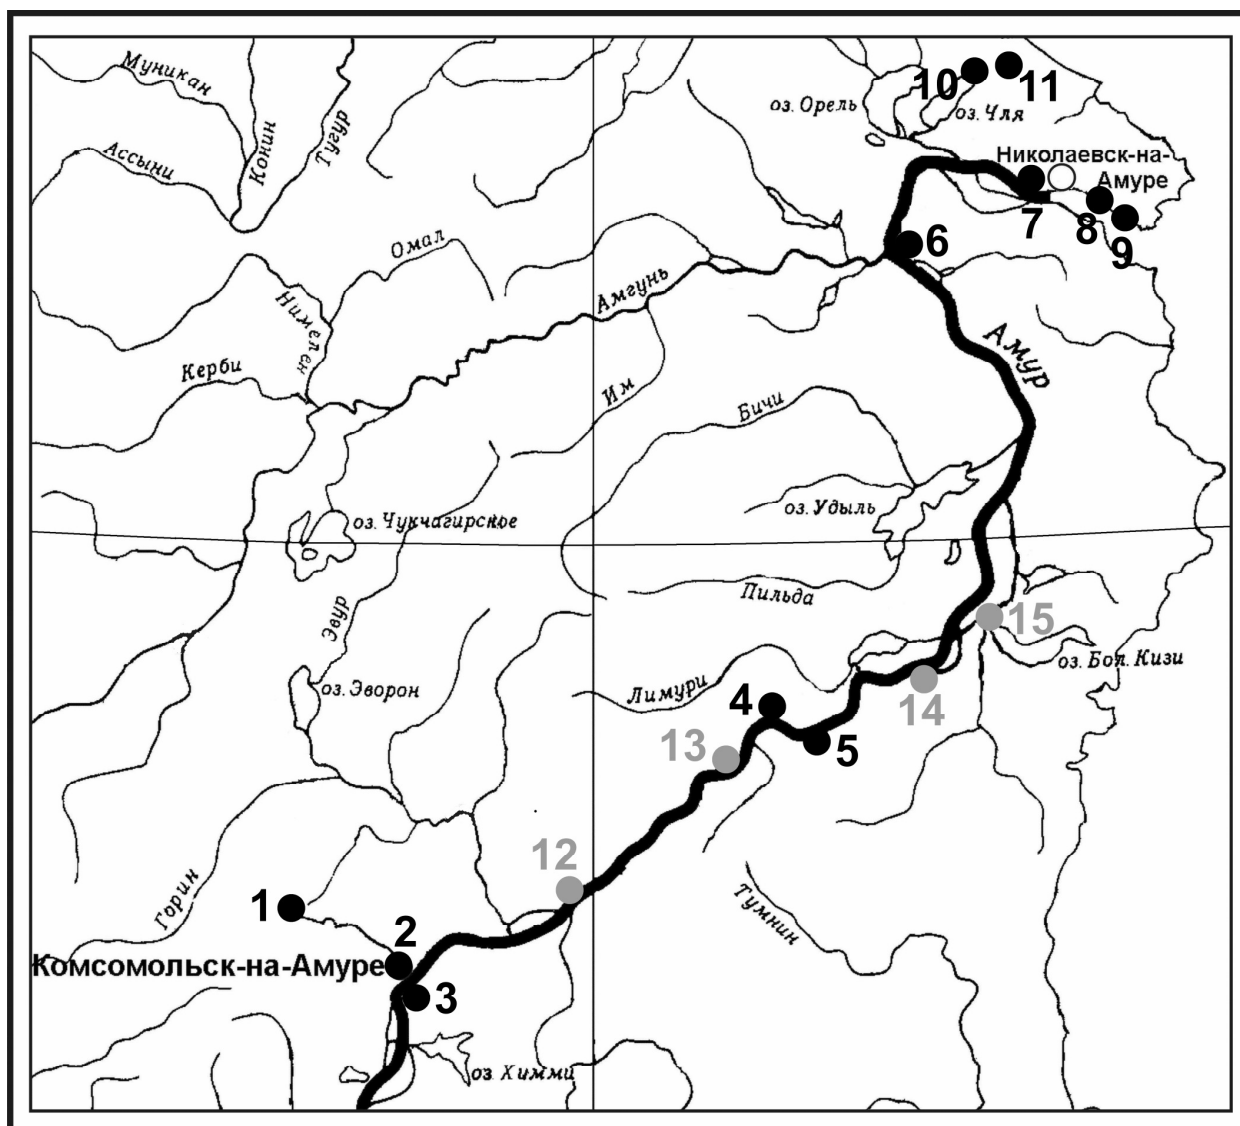 Муникан
Ассыни
Конин
Тугур
10
11
оз. Орель
оз. Чля
Николаевск-на-
Амуре
7
8
9
6
Омал
Амгунь
Нимелен
Керби
Амур
Им
Бичи
оз. Чукчагирское
оз. Удыль
Пильда
Эвур
15
оз. Бол. Кизи
оз. Эворон
Лимури
4
14
13
5
12
Горин
1
2
Тумнин
Комсомольск-на-Амуре
3
оз. Химми